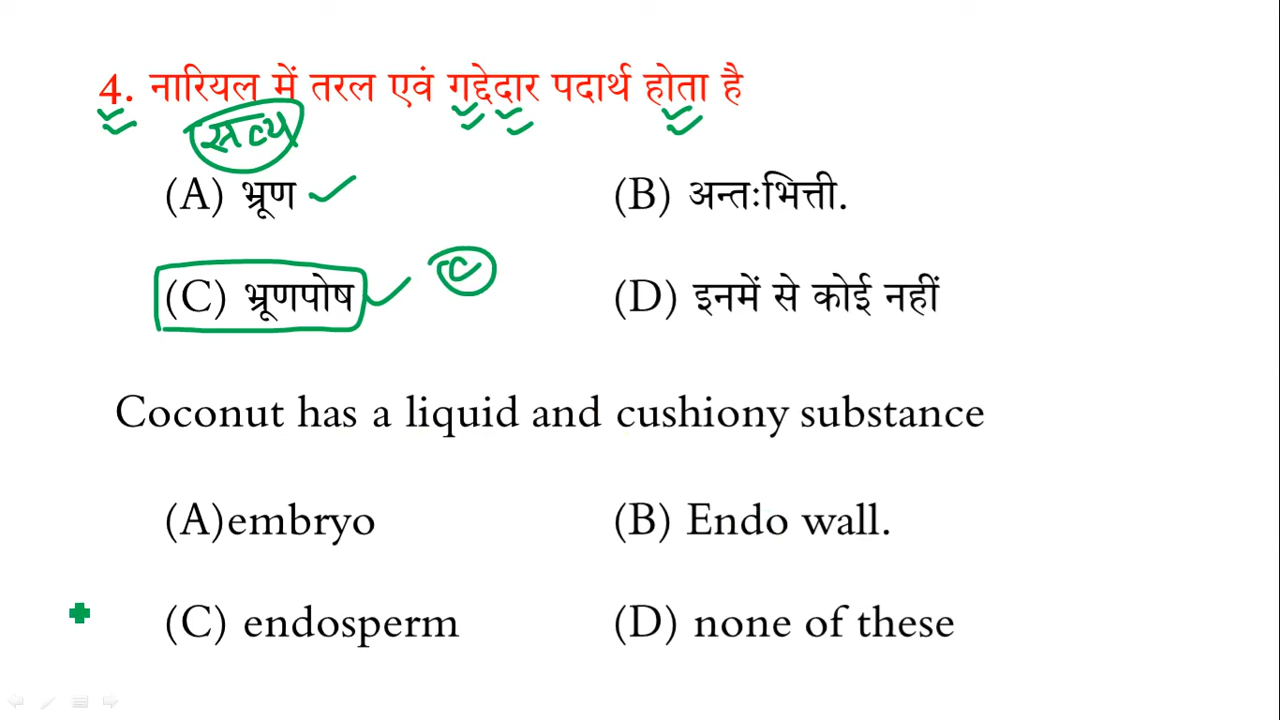 4. नारियल में तरल एवं गद्देदार पदार्थ होता है
(A) भ्रूण (B) अन्तःभित्ती.
C
(C) भ्रूणपोष (D) इनमें से कोई नहीं
Coconut has a liquid and cushiony substance
(A)embryo (B) Endo wall.
(C) endosperm (D) none of these